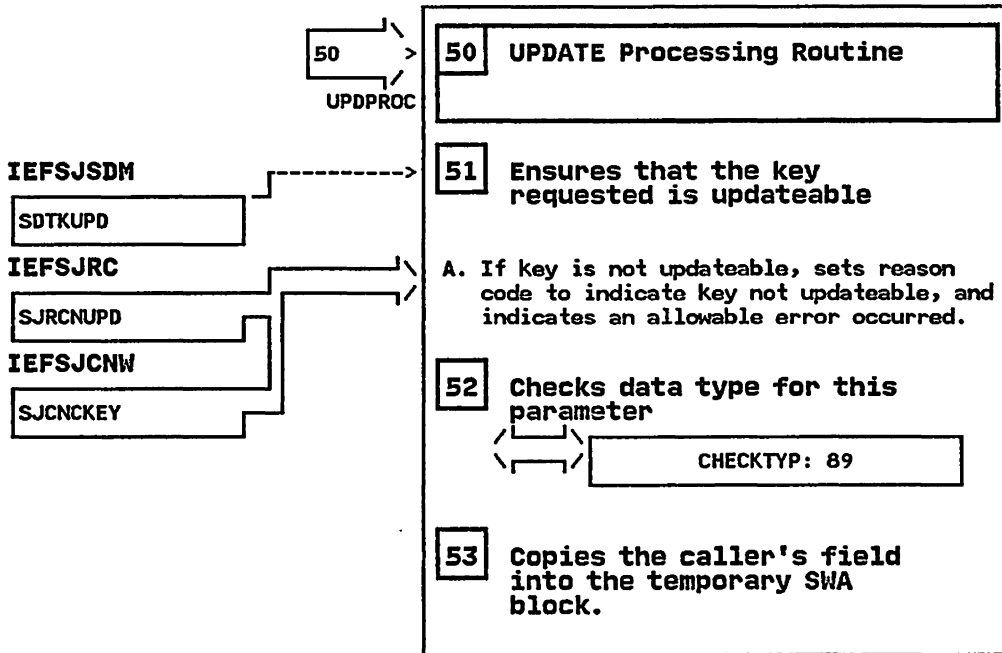 50
UPDPROC
50 UPDATE Processing Routine
IEFSJSDM
SDTKUPD
51 Ensures that the key
requested is updateable
IEFSJRC
SJRCNUPD
IEFSJCNW
SJCNCKEY
A. If key is not updateable, sets reason
code to indicate key not updateable, and
indicates an allowable error occurred.
52 Checks data type for this
parameter
CHECKTYP: 89
53 Copies the caller's field
into the temporary SWA
block.